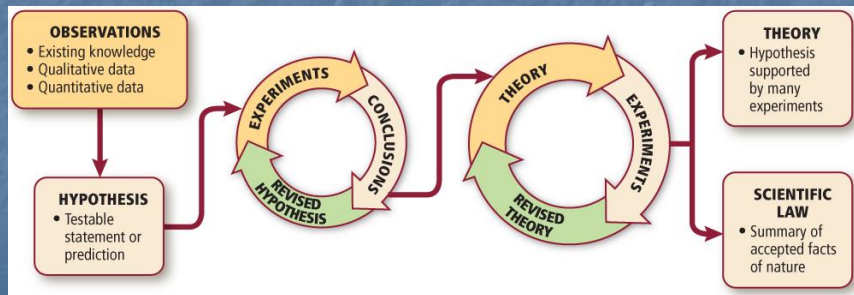 OBSERVATIONS
• Existing knowledge
• Qualitative data
• Quantitative data
HYPOTHESIS
• Testable
statement or
prediction
EXPERIMENTS
CONCLUSIONS
REVISED
HYPOTHESIS
THEORY
EXPERIMENTS
REVISED
THEORY
THEORY
• Hypothesis
supported
by many
experiments
SCIENTIFIC
LAW
• Summary of
accepted facts
of nature